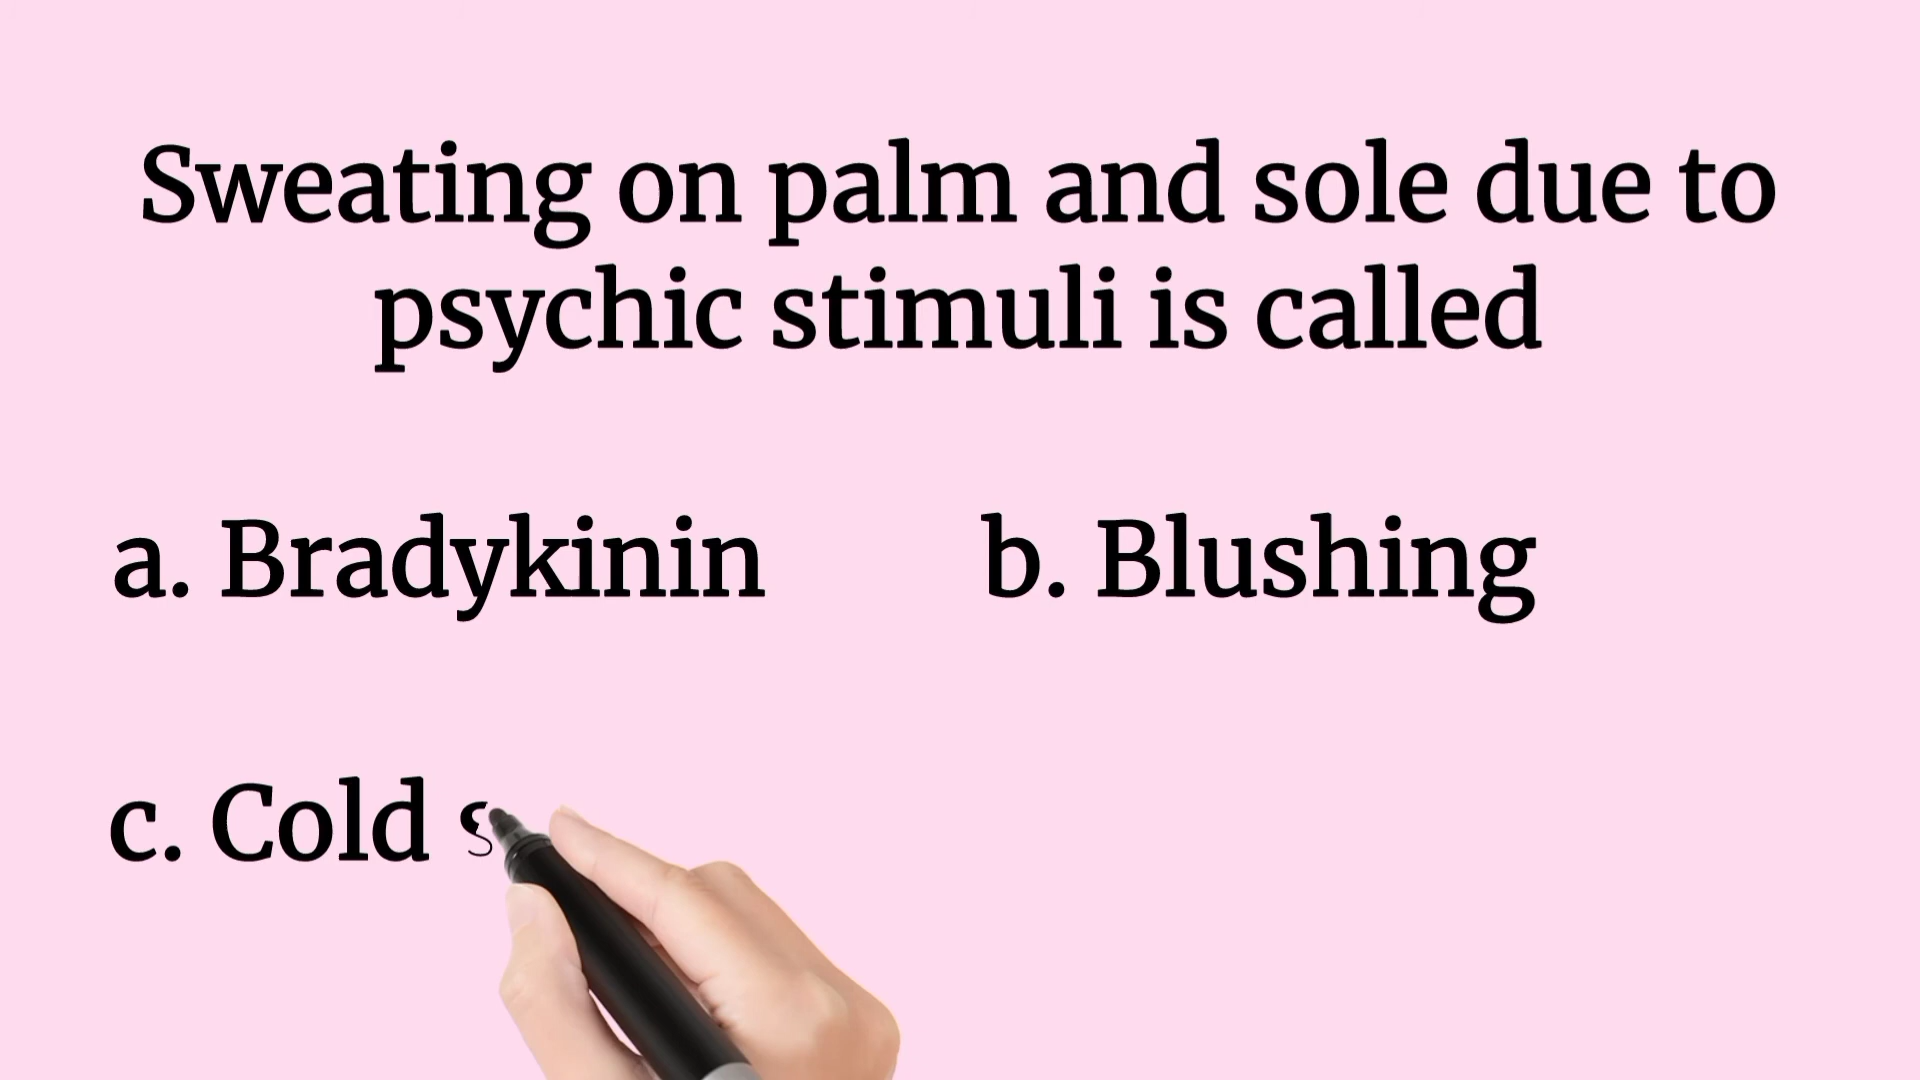 Sweating on palm and sole due to
psychic stimuli is called
a. Bradykinin b. Blushing
c. Cold